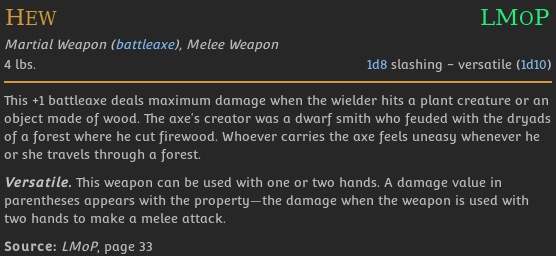 Hew LMoP
Martial Weapon (battleaxe), Melee Weapon
4 lbs. 1d8 slashing – versatile (1d10)
This +1 battleaxe deals maximum damage when the wielder hits a plant creature or an
object made of wood. The axe's creator was a dwarf smith who feuded with the dryads
of a forest where he cut firewood. Whoever carries the axe feels uneasy whenever he
or she travels through a forest.
Versatile. This weapon can be used with one or two hands. A damage value in
parentheses appears with the property—the damage when the weapon is used with
two hands to make a melee attack.
Source: LMoP, page 33